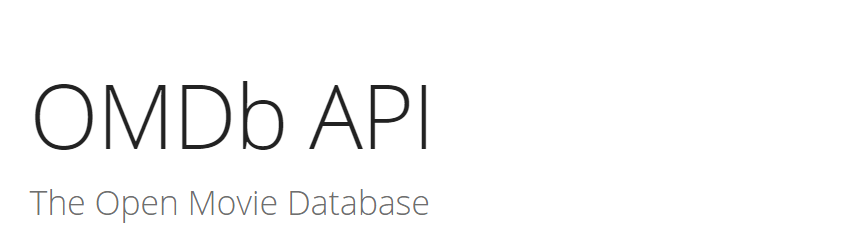 OMDb API
The Open Movie Database